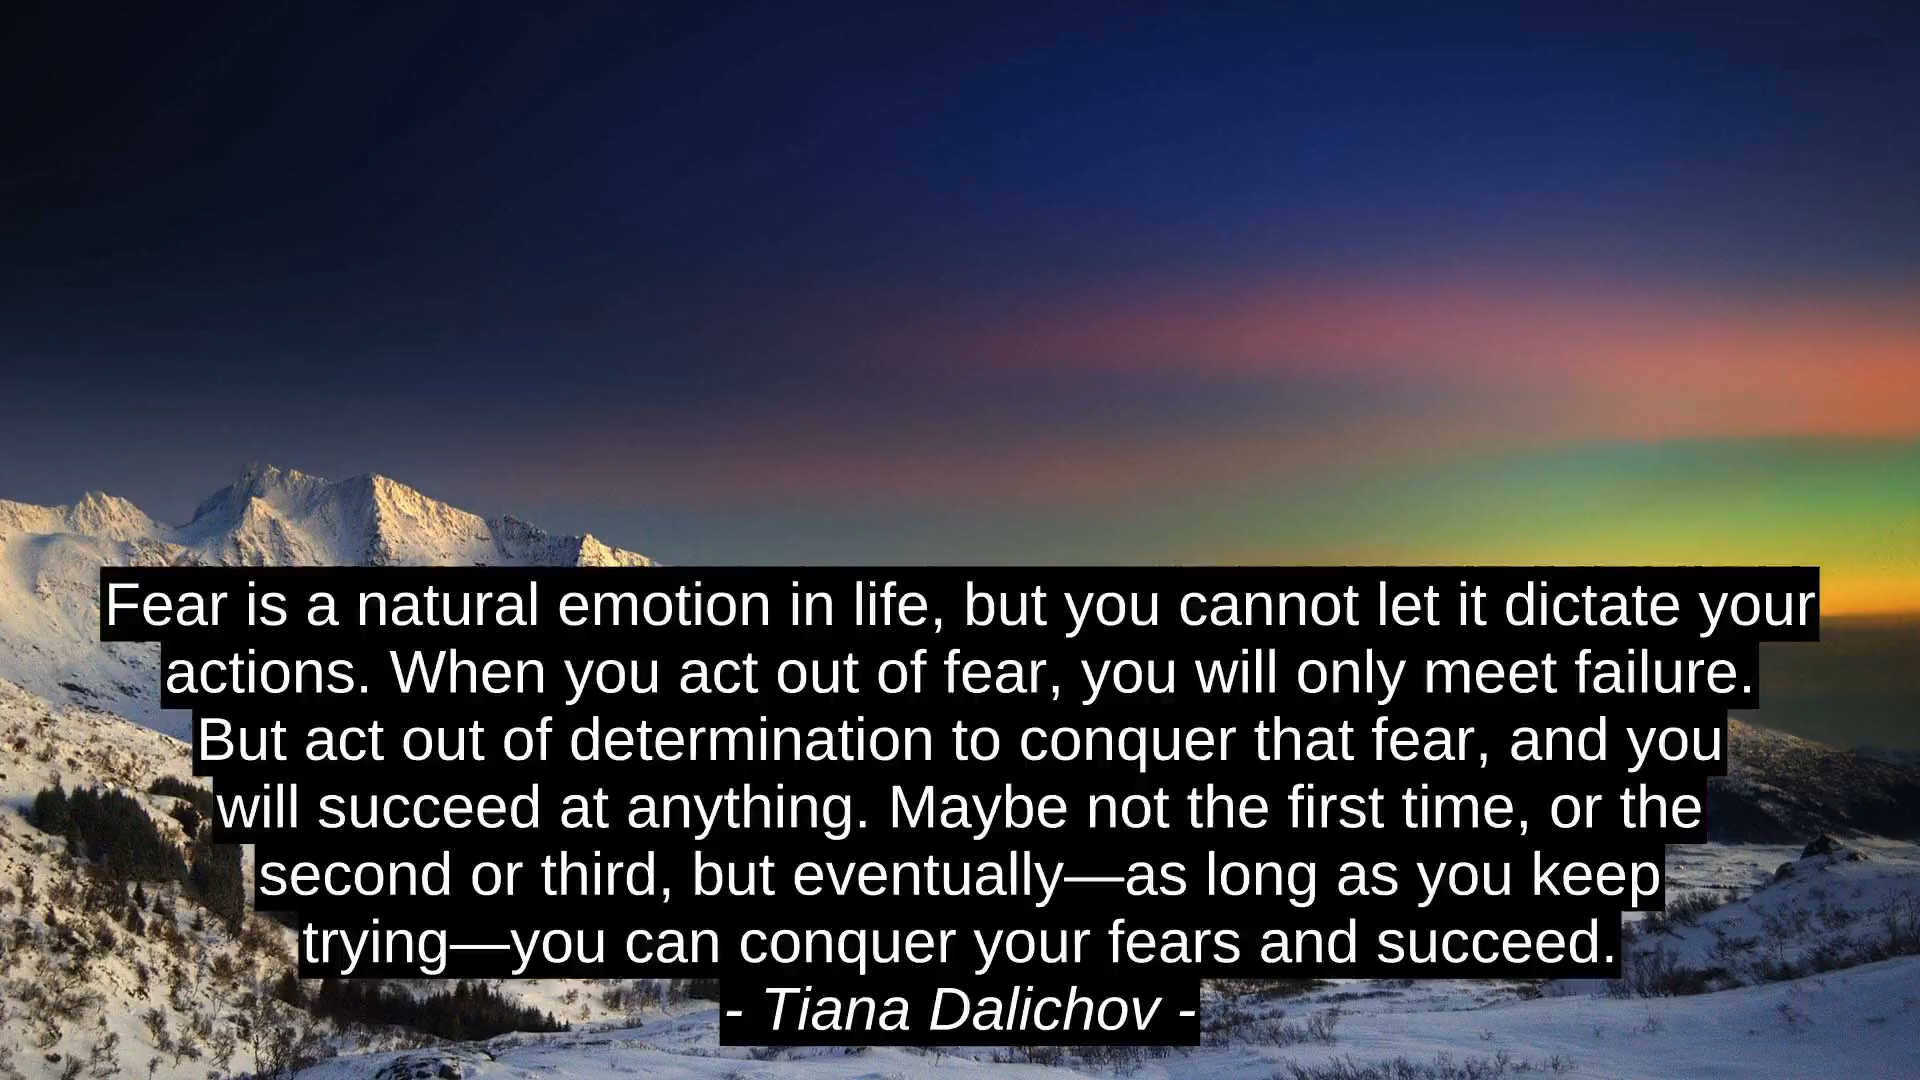 Fear is a natural emotion in life, but you cannot let it dictate your
actions. When you act out of fear, you will only meet failure.
But act out of determination to conquer that fear, and you
will succeed at anything. Maybe not the first time, or the
second or third, but eventually—as long as you keep
trying—you can conquer your fears and succeed.
- Tiana Dalichov -